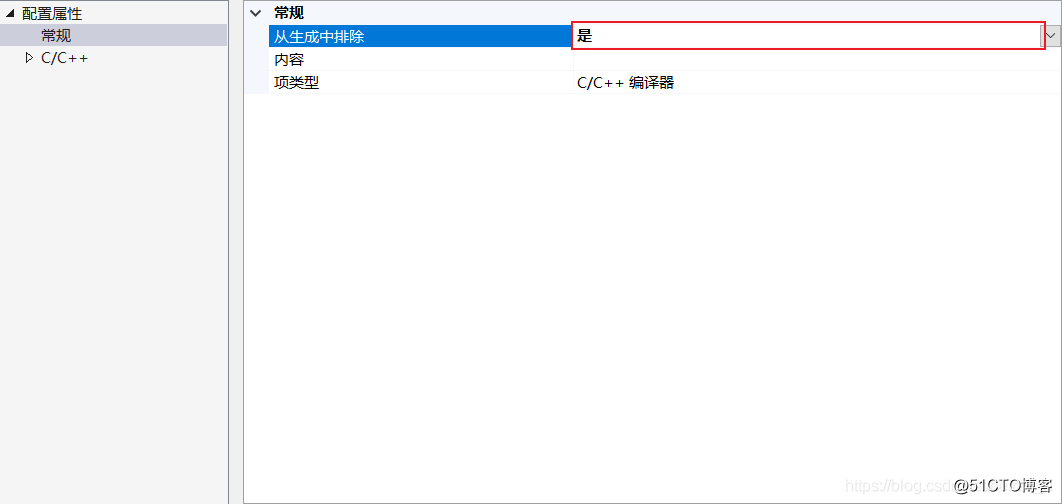 配置属性
常规
C/C++
常规
从生成中排除 是
内容
项类型 C/C++ 编译器
https://blog.csd @51CTO博客